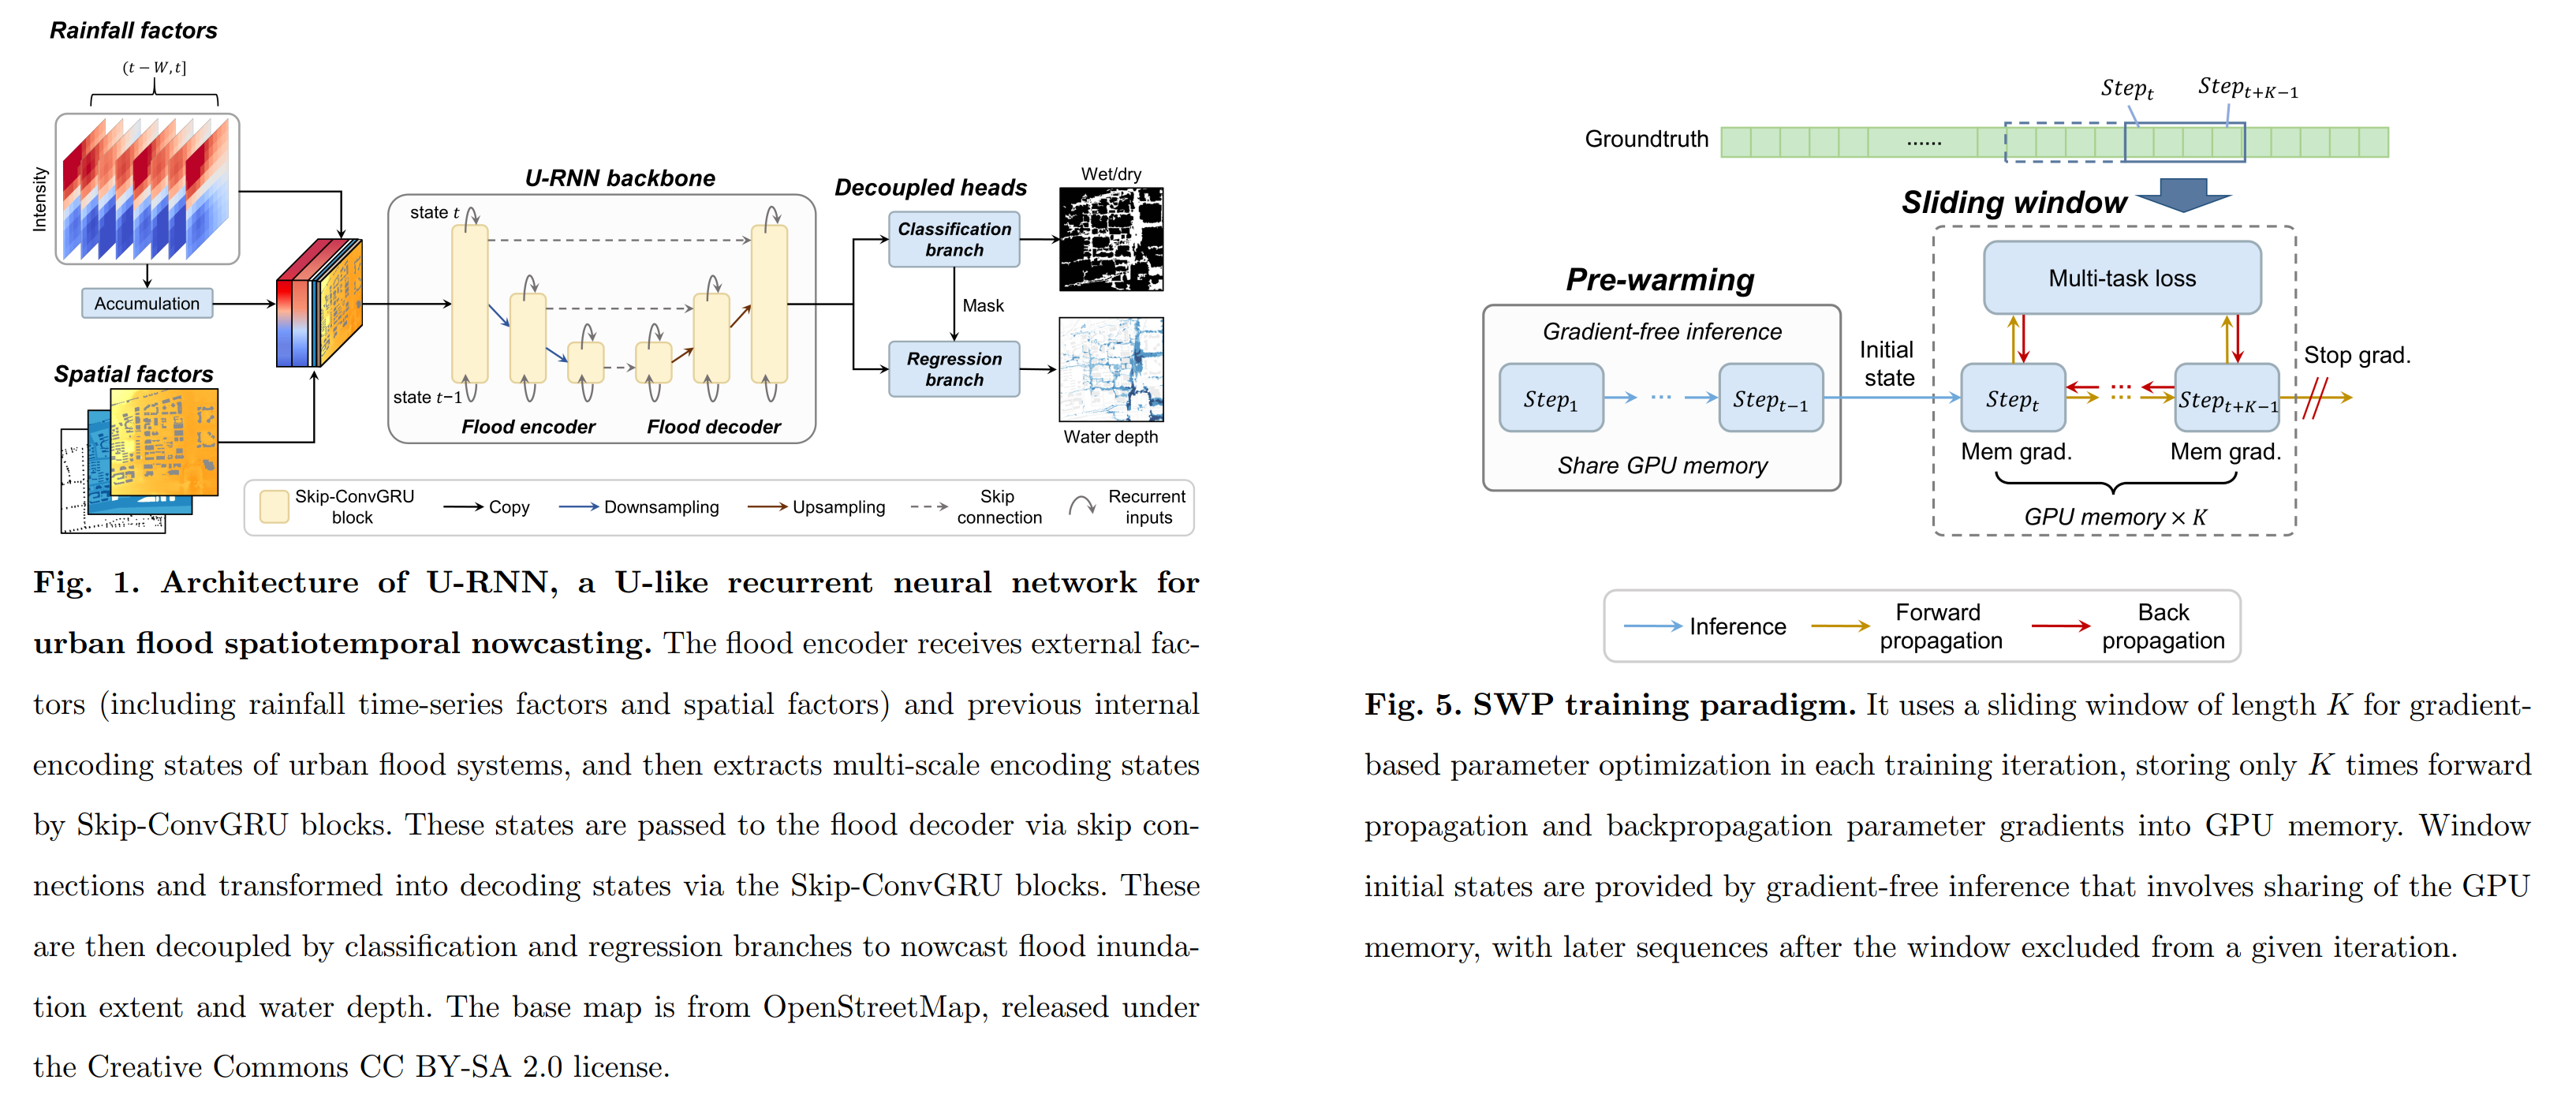 Rainfall factors
(t − W, t]
Intensity
Accumulation
Spatial factors
U-RNN backbone
state t
state t−1
Flood encoder
Flood decoder
Decoupled heads
Classification
branch
Mask
Regression
branch
Wet/dry
Water depth
Skip-ConvGRU
block
Copy
Downsampling
Upsampling
Skip
connection
Recurrent
inputs
Fig. 1. Architecture of U-RNN, a U-like recurrent neural network for
urban flood spatiotemporal nowcasting. The flood encoder receives external fac-
tors (including rainfall time-series factors and spatial factors) and previous internal
encoding states of urban flood systems, and then extracts multi-scale encoding states
by Skip-ConvGRU blocks. These states are passed to the flood decoder via skip con-
nections and transformed into decoding states via the Skip-ConvGRU blocks. These
are then decoupled by classification and regression branches to nowcast flood inunda-
tion extent and water depth. The base map is from OpenStreetMap, released under
the Creative Commons CC BY-SA 2.0 license.
Step_t
Step_{t+K−1}
Groundtruth
......
Sliding window
Multi-task loss
Pre-warming
Gradient-free inference
Step_1
...
Step_{t−1}
Share GPU memory
Initial
state
Step_t
...
Step_{t+K−1}
Stop grad.
Mem grad.
Mem grad.
GPU memory × K
Inference
Forward
propagation
Back
propagation
Fig. 5. SWP training paradigm. It uses a sliding window of length K for gradient-
based parameter optimization in each training iteration, storing only K times forward
propagation and backpropagation parameter gradients into GPU memory. Window
initial states are provided by gradient-free inference that involves sharing of the GPU
memory, with later sequences after the window excluded from a given iteration.